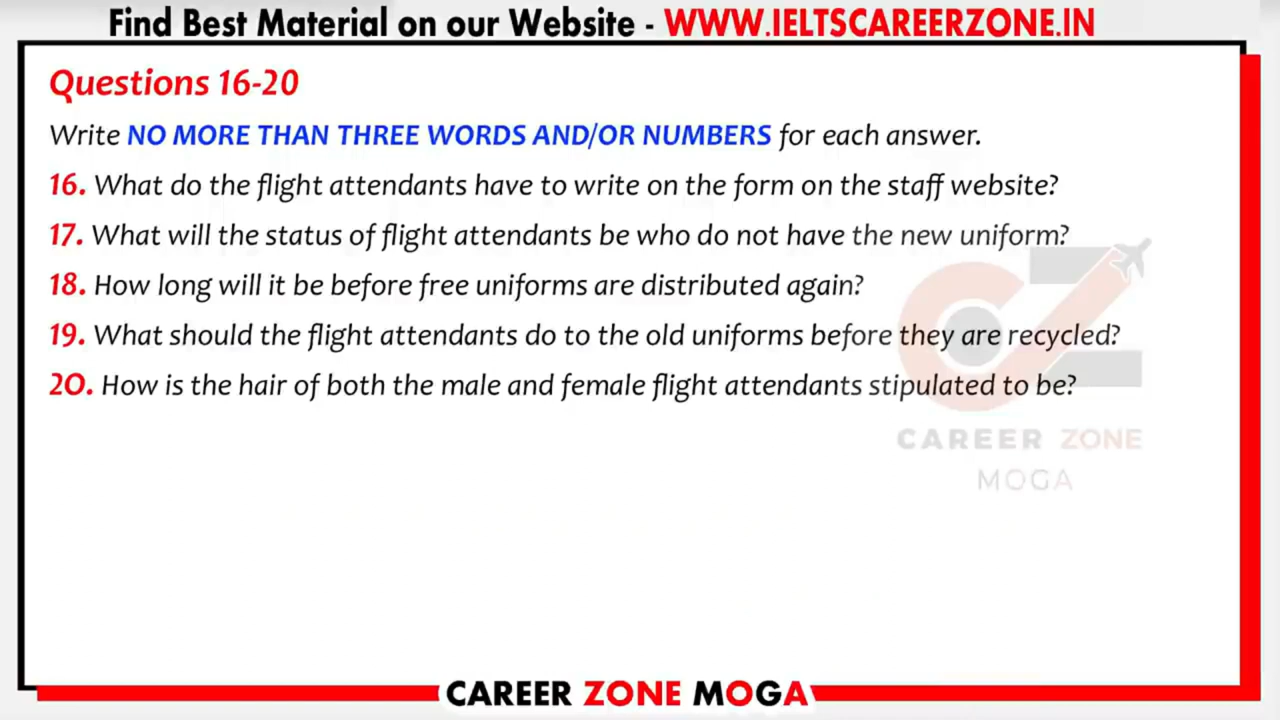 Find Best Material on our Website - WWW.IELTSCAREERZONE.IN
Questions 16-20
Write NO MORE THAN THREE WORDS AND/OR NUMBERS for each answer.
16. What do the flight attendants have to write on the form on the staff website?
17. What will the status of flight attendants be who do not have the new uniform?
18. How long will it be before free uniforms are distributed again?
19. What should the flight attendants do to the old uniforms before they are recycled?
20. How is the hair of both the male and female flight attendants stipulated to be?
CAREER ZONE
MOGA
CAREER ZONE MOGA